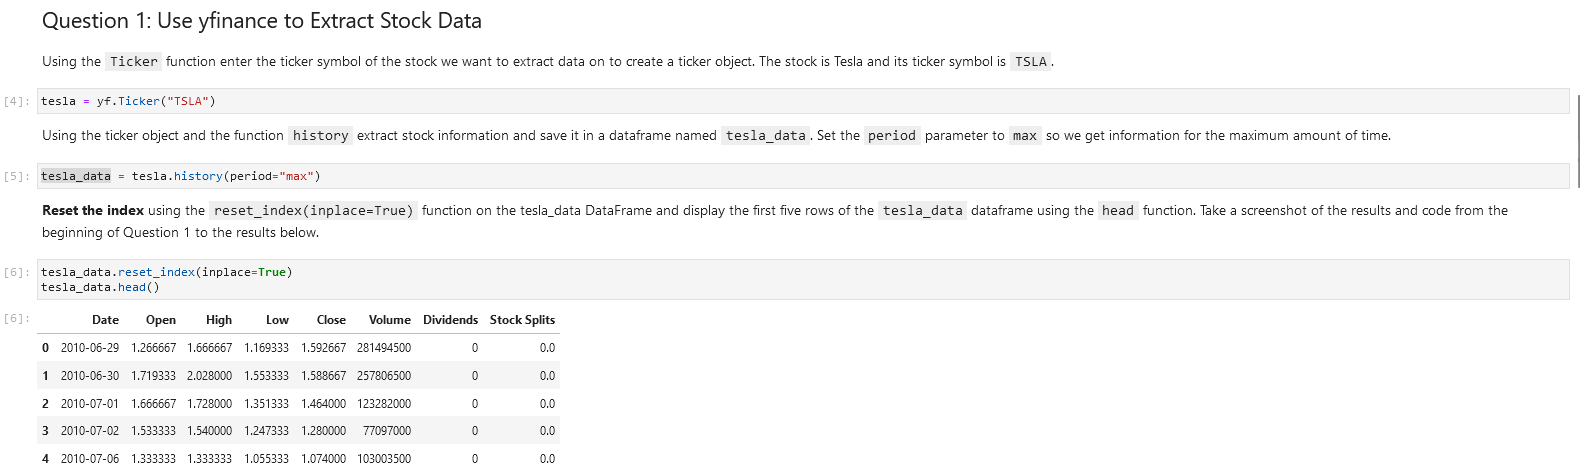 Question 1: Use yfinance to Extract Stock Data
Using the Ticker function enter the ticker symbol of the stock we want to extract data on to create a ticker object. The stock is Tesla and its ticker symbol is TSLA .
[4]: tesla = yf.Ticker("TSLA")
Using the ticker object and the function history extract stock information and save it in a dataframe named tesla_data . Set the period parameter to max so we get information for the maximum amount of time.
[5]: tesla_data = tesla.history(period="max")
Reset the index using the reset_index(inplace=True) function on the tesla_data DataFrame and display the first five rows of the tesla_data dataframe using the head function. Take a screenshot of the results and code from the
beginning of Question 1 to the results below.
[6]: tesla_data.reset_index(inplace=True)
tesla_data.head()
[6]:
Date Open High Low Close Volume Dividends Stock Splits
0 2010-06-29 1.266667 1.666667 1.169333 1.592667 281494500 0 0.0
1 2010-06-30 1.719333 2.028000 1.553333 1.588667 257806500 0 0.0
2 2010-07-01 1.666667 1.728000 1.351333 1.464000 123282000 0 0.0
3 2010-07-02 1.533333 1.540000 1.247333 1.280000 77097000 0 0.0
4 2010-07-06 1.333333 1.333333 1.055333 1.074000 103003500 0 0.0